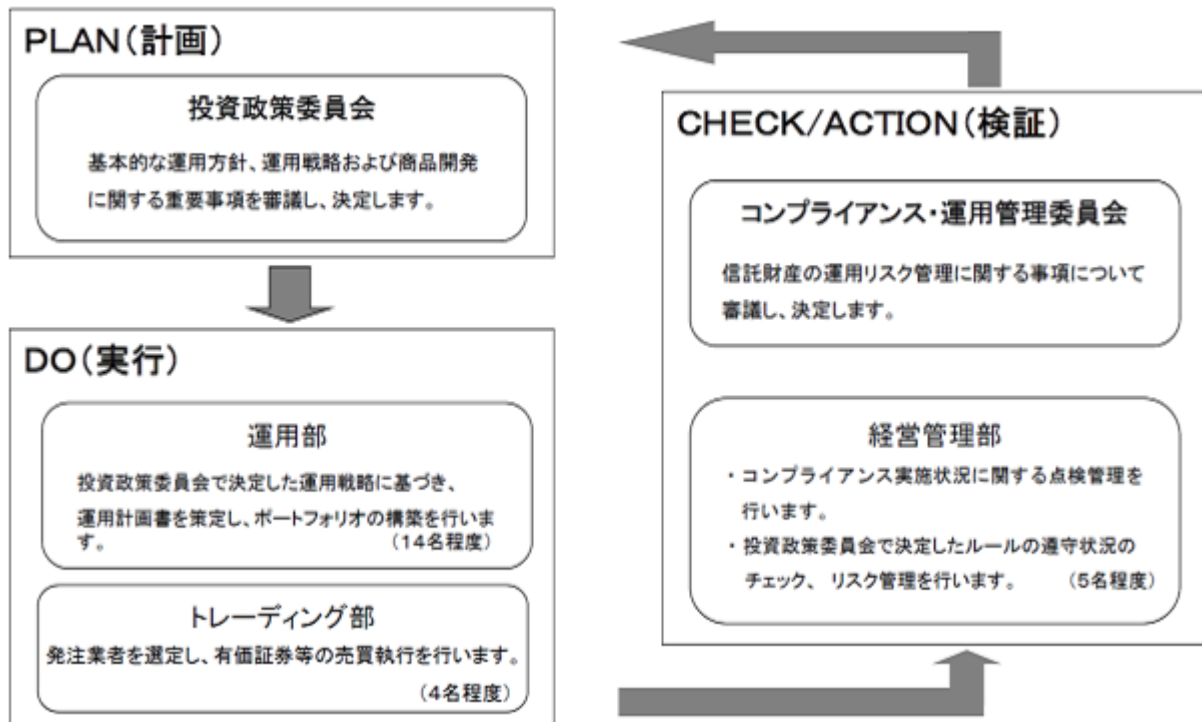 PLAN(計画)
投資政策委員会
基本的な運用方針、運用戦略および商品開発
に関する重要事項を審議し、決定します。
DO(実行)
運用部
投資政策委員会で決定した運用戦略に基づき、
運用計画書を策定し、ポートフォリオの構築を行いま
す。 (14名程度)
トレーディング部
発注業者を選定し、有価証券等の売買執行を行います。
(4名程度)
CHECK/ACTION(検証)
コンプライアンス・運用管理委員会
信託財産の運用リスク管理に関する事項について
審議し、決定します。
経営管理部
・コンプライアンス実施状況に関する点検管理を
行います。
・投資政策委員会で決定したルールの遵守状況の
チェック、 リスク管理を行います。 (5名程度)